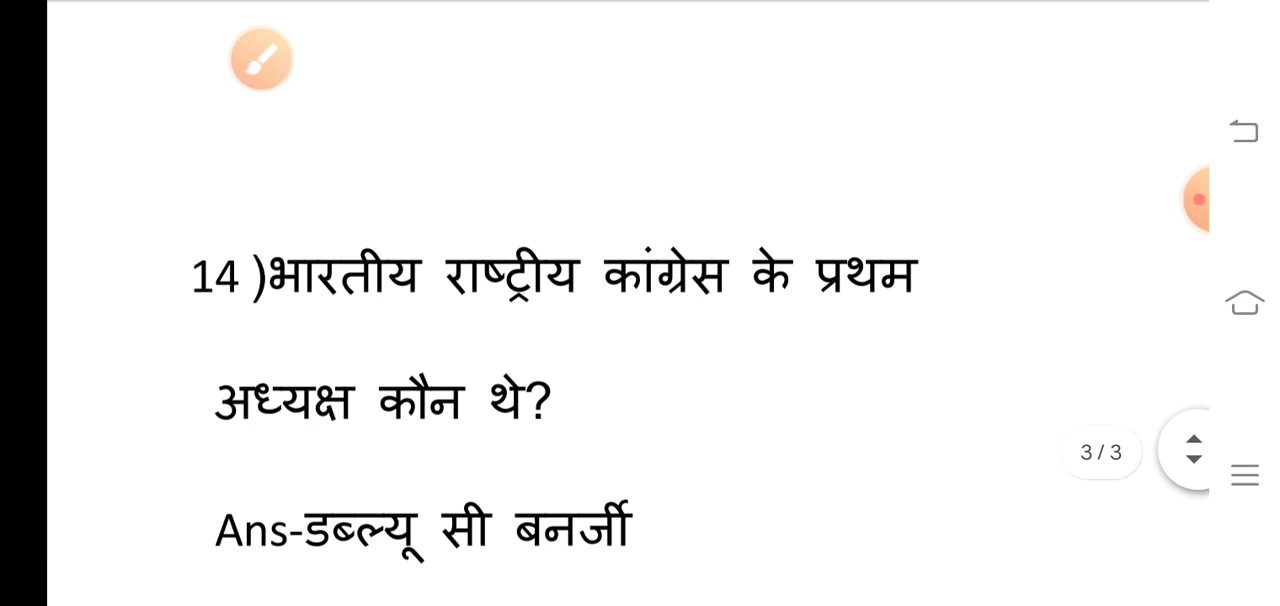 14 )भारतीय राष्ट्रीय कांग्रेस के प्रथम
अध्यक्ष कौन थे?
3 / 3
Ans-डब्ल्यू सी बनर्जी